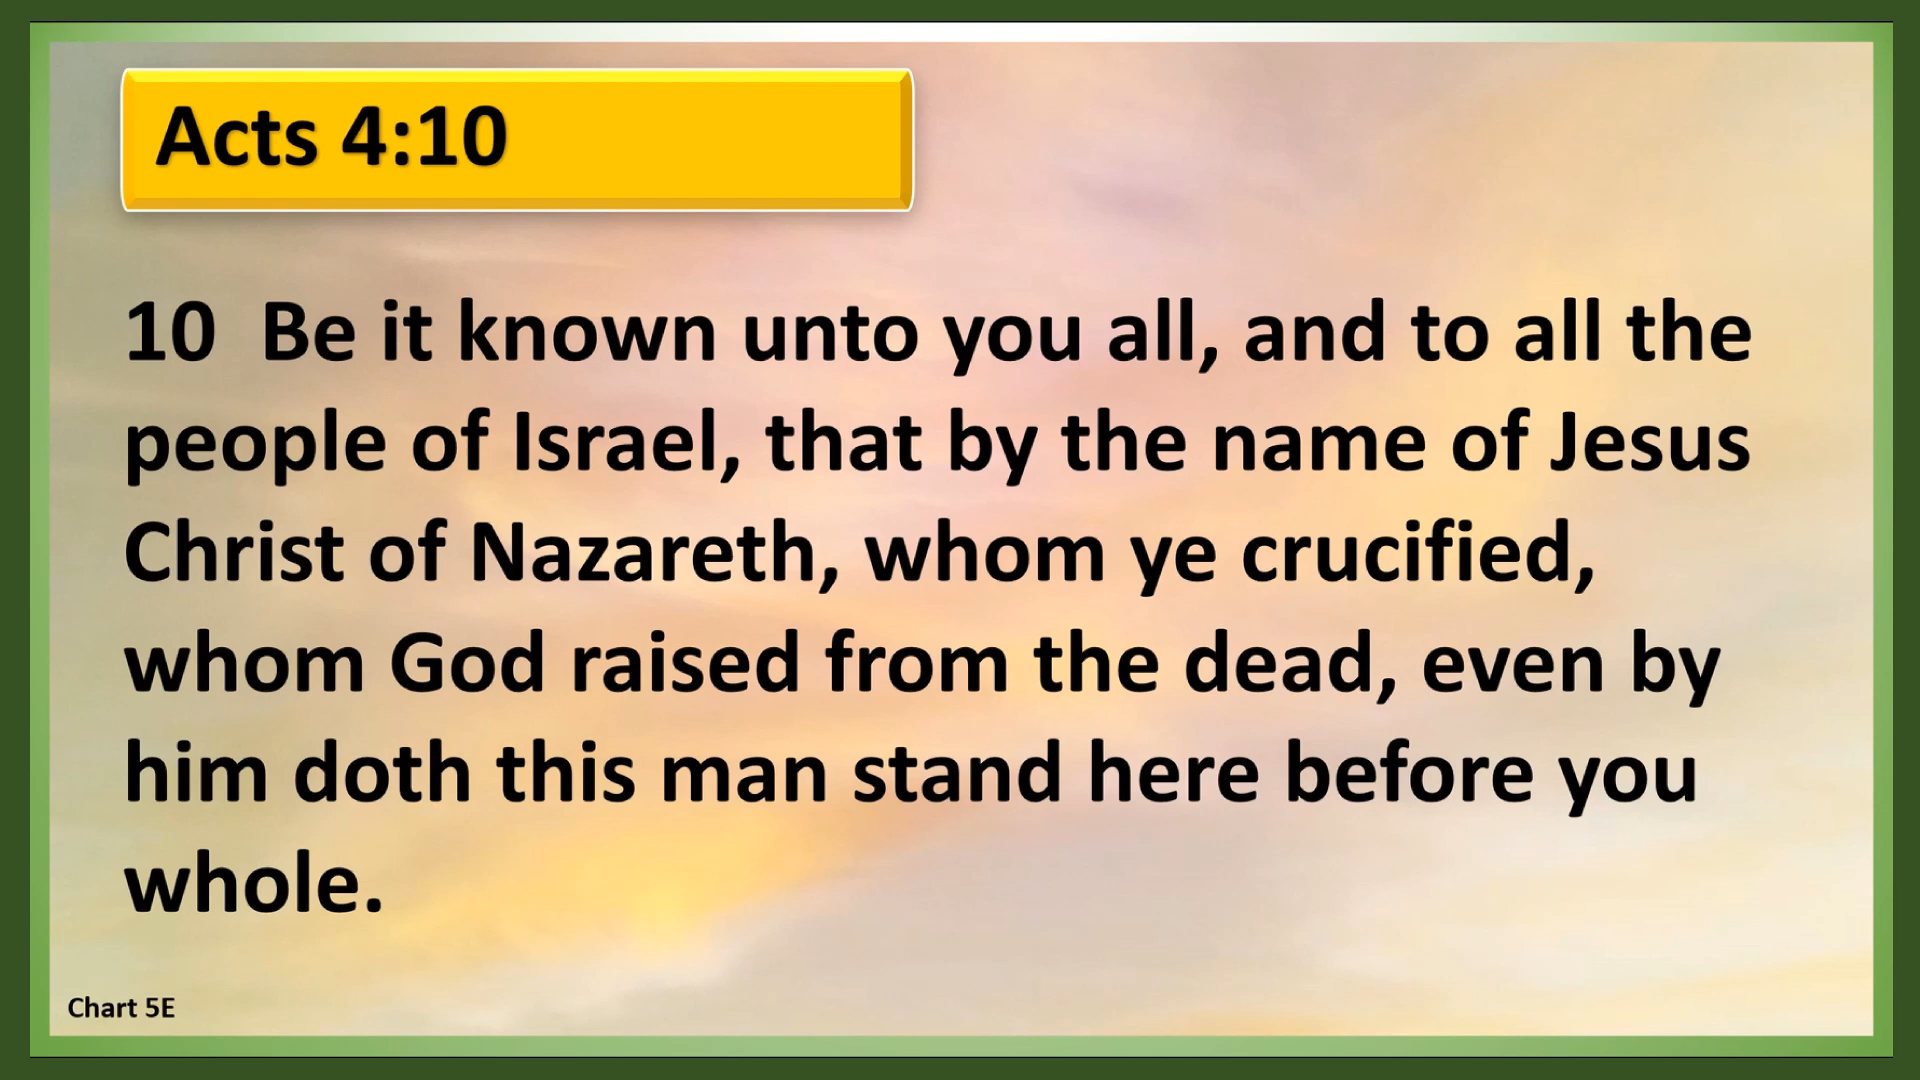 Acts 4:10
10  Be it known unto you all, and to all the
people of Israel, that by the name of Jesus
Christ of Nazareth, whom ye crucified,
whom God raised from the dead, even by
him doth this man stand here before you
whole.
Chart 5E